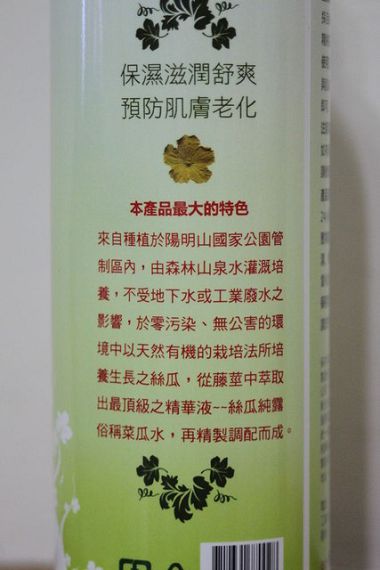 保濕滋潤舒爽
預防肌膚老化
本產品最大的特色
來自種植於陽明山國家公園管
制區內，由森林山泉水灌溉培
養，不受地下水或工業廢水之
影響，於零污染、無公害的環
境中以天然有機的栽培法所培
養生長之絲瓜，從藤莖中萃取
出最頂級之精華液~~絲瓜純露
俗稱菜瓜水，再精製調配而成。